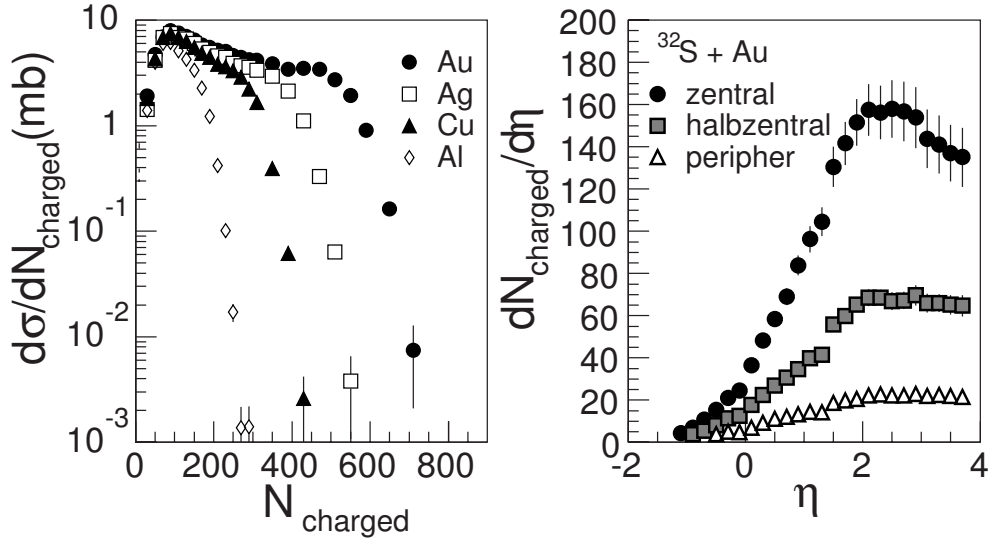 dσ/dN_charged(mb)
10
1
10^-1
10^-2
10^-3
0
200
400
600
800
N_charged
Au
Ag
Cu
Al
dN_charged/dη
200
180
160
140
120
100
80
60
40
20
0
-2
0
2
4
η
³²S + Au
zentral
halbzentral
peripher